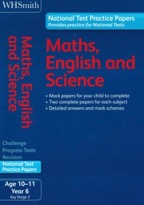 WHSmith
National Test Practice Papers
Provides practice for National Tests
Maths,
English and
Science
• Mock papers for your child to complete
• Two complete papers for each subject
• Detailed answers and mark schemes
Maths, English
and Science
Challenge
Progress Tests
Revision
National Test
Practice Papers
Age 10–11
Year 6
Key Stage 2